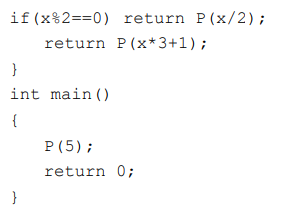 if(x%2==0) return P(x/2);
return P(x*3+1);
}
int main()
{
P(5);
return 0;
}